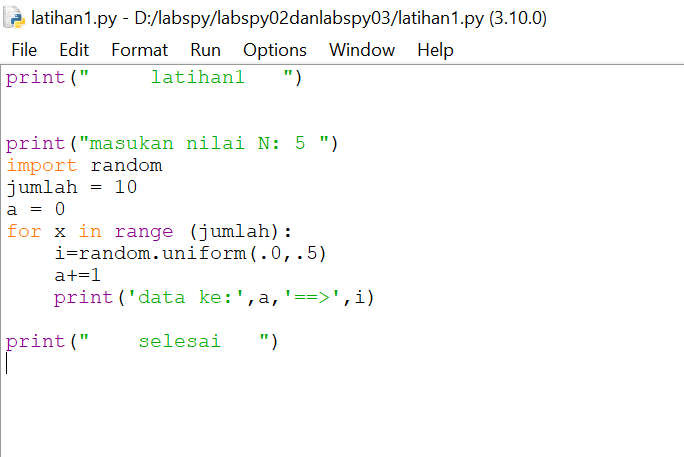 latihan1.py - D:/labspy/labspy02danlabspy03/latihan1.py (3.10.0)
File Edit Format Run Options Window Help
print("     latihan1   ")
print("masukan nilai N: 5 ")
import random
jumlah = 10
a = 0
for x in range (jumlah):
    i=random.uniform(.0,.5)
    a+=1
    print('data ke:',a,'==>',i)
print("    selesai   ")